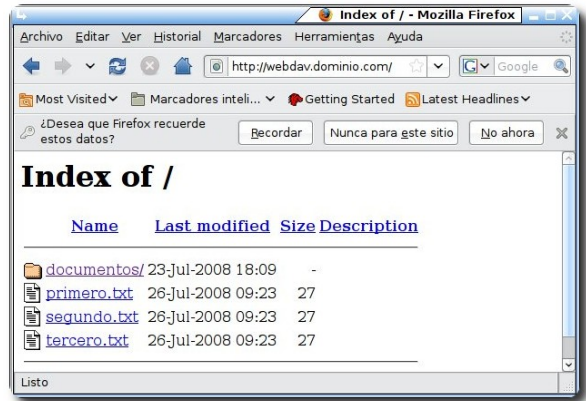 Index of / - Mozilla Firefox
Archivo Editar Ver Historial Marcadores Herramientas Ayuda
http://webdav.dominio.com/ G Google
Most Visited Marcadores inteli... Getting Started Latest Headlines
¿Desea que Firefox recuerde
estos datos?
Recordar Nunca para este sitio No ahora
Index of /
Name Last modified Size Description
documentos/ 23-Jul-2008 18:09 -
primero.txt 26-Jul-2008 09:23 27
segundo.txt 26-Jul-2008 09:23 27
tercero.txt 26-Jul-2008 09:23 27
Listo